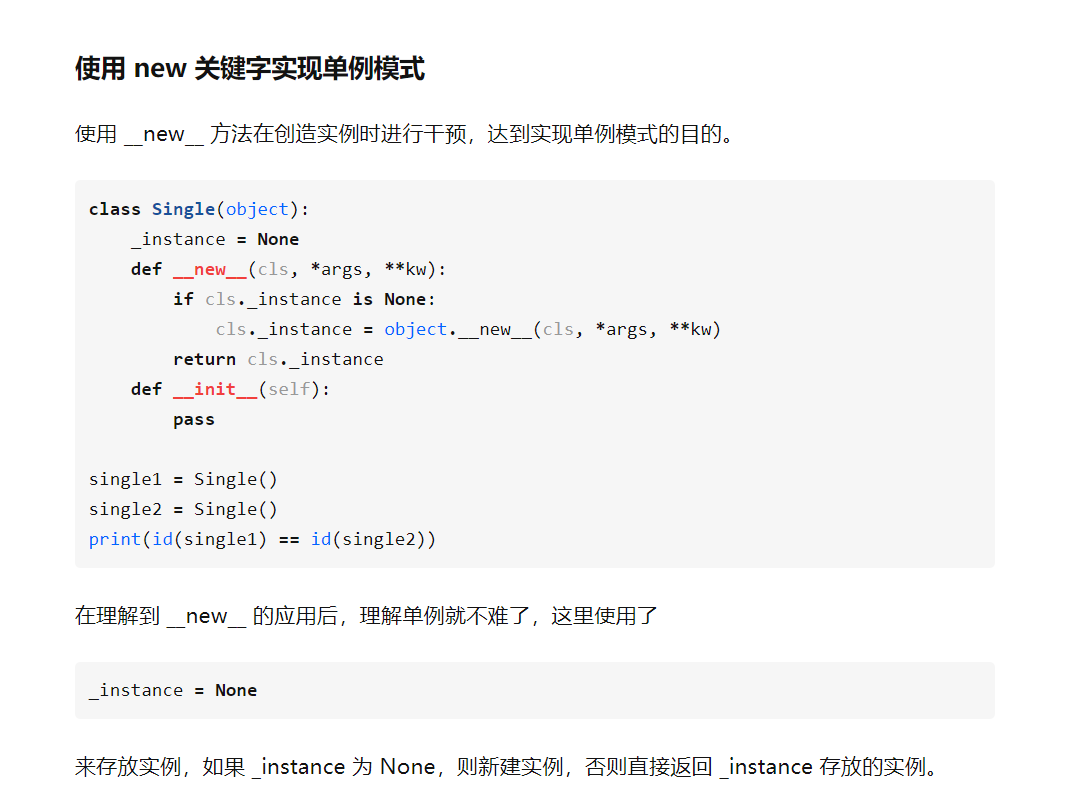 使用 new 关键字实现单例模式
使用 __new__ 方法在创造实例时进行干预，达到实现单例模式的目的。
class Single(object):
    _instance = None
    def __new__(cls, *args, **kw):
        if cls._instance is None:
            cls._instance = object.__new__(cls, *args, **kw)
        return cls._instance
    def __init__(self):
        pass
single1 = Single()
single2 = Single()
print(id(single1) == id(single2))
在理解到 __new__ 的应用后，理解单例就不难了，这里使用了
_instance = None
来存放实例，如果 _instance 为 None，则新建实例，否则直接返回 _instance 存放的实例。